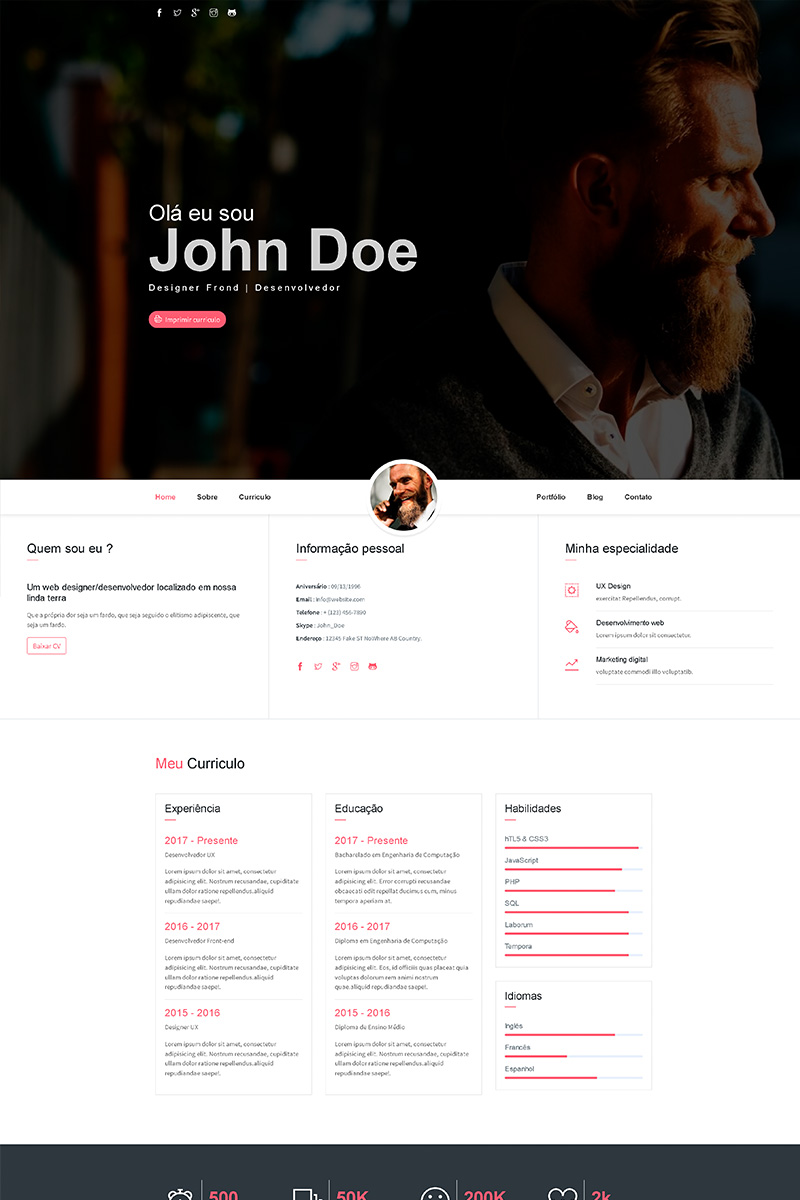 Olá eu sou
John Doe
Designer Frond | Desenvolvedor
Imprimir curriculo
Home Sobre Curriculo Portfólio Blog Contato
Quem sou eu ?
Um web designer/desenvolvedor localizado em nossa
linda terra
Que a própria dor seja um fardo, que seja seguido o elitismo adipiscente, que
seja um fardo.
Baixar CV
Informação pessoal
Aniversário : 09/13/1996
Email : info@website.com
Telefone : + (123) 456-7890
Skype : John_Doe
Endereço : 12345 Fake ST NoWhere AB Country.
Minha especialidade
UX Design
exercitat Repellendus, corrupt.
Desenvolvimento web
Lorem ipsum dolor sit consectetur.
Marketing digital
voluptate commodi illo voluptatib.
Meu Curriculo
Experiência
2017 - Presente
Desenvolvedor UX
Lorem ipsum dolor sit amet, consectetur
adipisicing elit. Nostrum recusandae, cupiditate
ullam dolor ratione repellendus.aliquid
repudiandae saepe!.
2016 - 2017
Desenvolvedor Front-end
Lorem ipsum dolor sit amet, consectetur
adipisicing elit. Nostrum recusandae, cupiditate
ullam dolor ratione repellendus.aliquid
repudiandae saepe!.
2015 - 2016
Designer UX
Lorem ipsum dolor sit amet, consectetur
adipisicing elit. Nostrum recusandae, cupiditate
ullam dolor ratione repellendus.aliquid
repudiandae saepe!.
Educação
2017 - Presente
Bacharelado em Engenharia de Computação
Lorem ipsum dolor sit amet, consectetur
adipisicing elit. Error corrupti recusandae
obcaecati odit repellat ducimus cum, minus
tempora aperiam at.
2016 - 2017
Diploma em Engenharia de Computação
Lorem ipsum dolor sit amet, consectetur
adipisicing elit. Eos, id officiis quas placeat quia
voluptas dolorum rem animi nostrum
quae.aliquid repudiandae saepe!.
2015 - 2016
Diploma de Ensino Médio
Lorem ipsum dolor sit amet, consectetur
adipisicing elit. Nostrum recusandae, cupiditate
ullam dolor ratione repellendus.aliquid
repudiandae saepe!.
Habilidades
hTL5 & CSS3
JavaScript
PHP
SQL
Laborum
Tempora
Idiomas
Inglês
Francês
Espanhol
500 50K 200K 2k